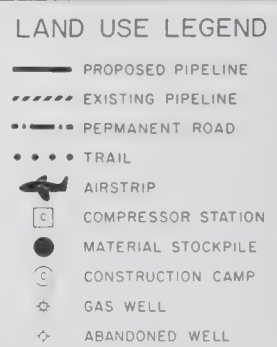 LAND USE LEGEND
PROPOSED PIPELINE
EXISTING PIPELINE
PERMANENT ROAD
TRAIL
AIRSTRIP
C COMPRESSOR STATION
MATERIAL STOCKPILE
C CONSTRUCTION CAMP
GAS WELL
ABANDONED WELL